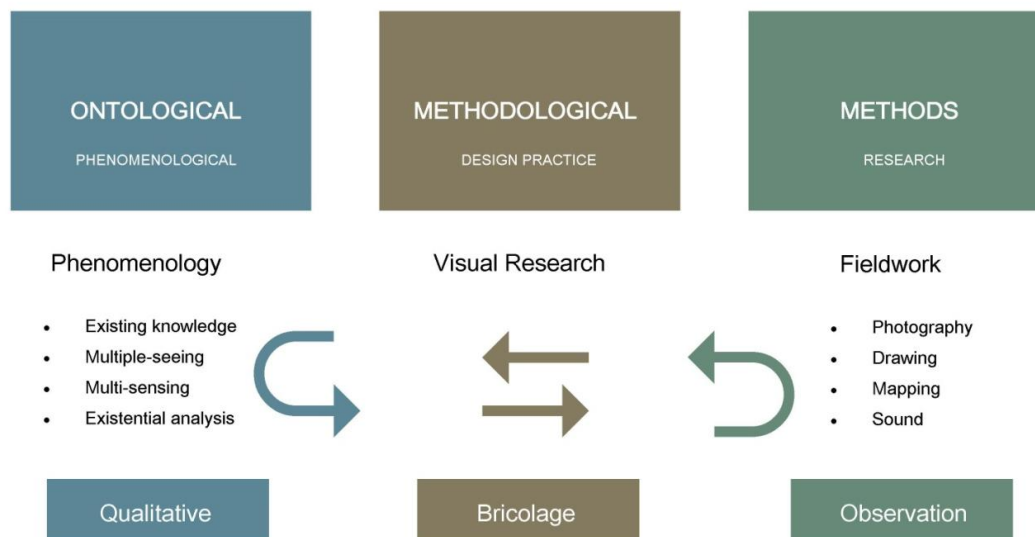 ONTOLOGICAL
PHENOMENOLOGICAL
METHODOLOGICAL
DESIGN PRACTICE
METHODS
RESEARCH
Phenomenology
• Existing knowledge
• Multiple-seeing
• Multi-sensing
• Existential analysis
Visual Research
Fieldwork
• Photography
• Drawing
• Mapping
• Sound
Qualitative
Bricolage
Observation